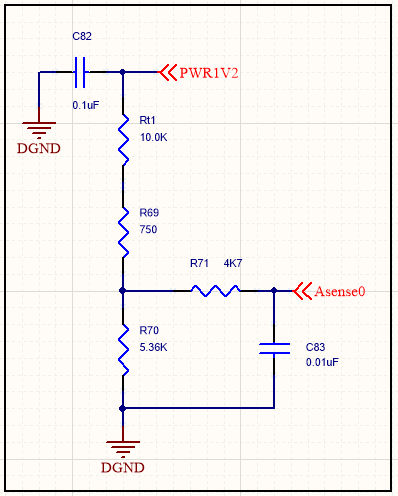 C82
PWR1V2
0.1uF
DGND
Rt1
10.0K
R69
750
R71 4K7
Asense0
R70
5.36K
C83
0.01uF
DGND